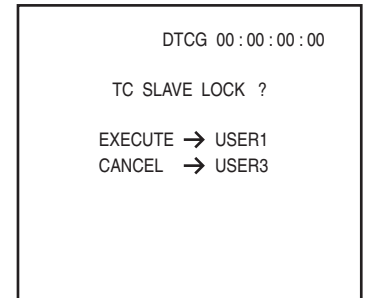 DTCG 00 : 00 : 00 : 00
TC SLAVE LOCK ?
EXECUTE → USER1
CANCEL → USER3